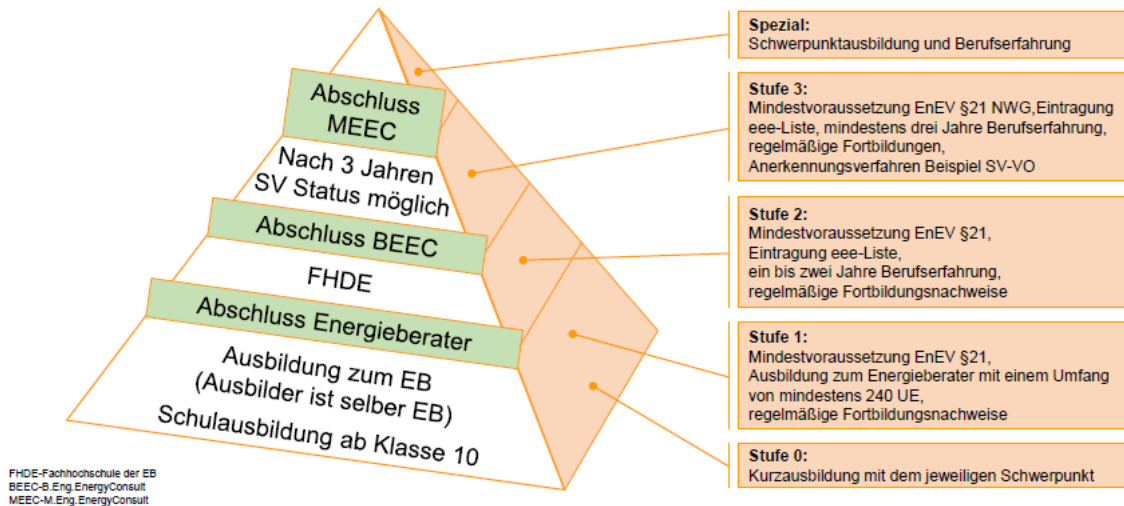 Abschluss
MEEC
Nach 3 Jahren
SV Status möglich
Abschluss BEEC
FHDE
Abschluss Energieberater
Ausbildung zum EB
(Ausbilder ist selber EB)
Schulausbildung ab Klasse 10
Spezial:
Schwerpunktausbildung und Berufserfahrung
Stufe 3:
Mindestvoraussetzung EnEV §21 NWG,Eintragung
eee-Liste, mindestens drei Jahre Berufserfahrung,
regelmäßige Fortbildungen,
Anerkennungsverfahren Beispiel SV-VO
Stufe 2:
Mindestvoraussetzung EnEV §21,
Eintragung eee-Liste,
ein bis zwei Jahre Berufserfahrung,
regelmäßige Fortbildungsnachweise
Stufe 1:
Mindestvoraussetzung EnEV §21,
Ausbildung zum Energieberater mit einem Umfang
von mindestens 240 UE,
regelmäßige Fortbildungsnachweise
Stufe 0:
Kurzausbildung mit dem jeweiligen Schwerpunkt
FHDE-Fachhochschule der EB
BEEC-B.Eng.EnergyConsult
MEEC-M.Eng.EnergyConsult